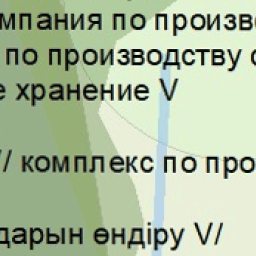 мпания по произв
по производству
е хранение V
// комплекс по про
дарын өндіру V/